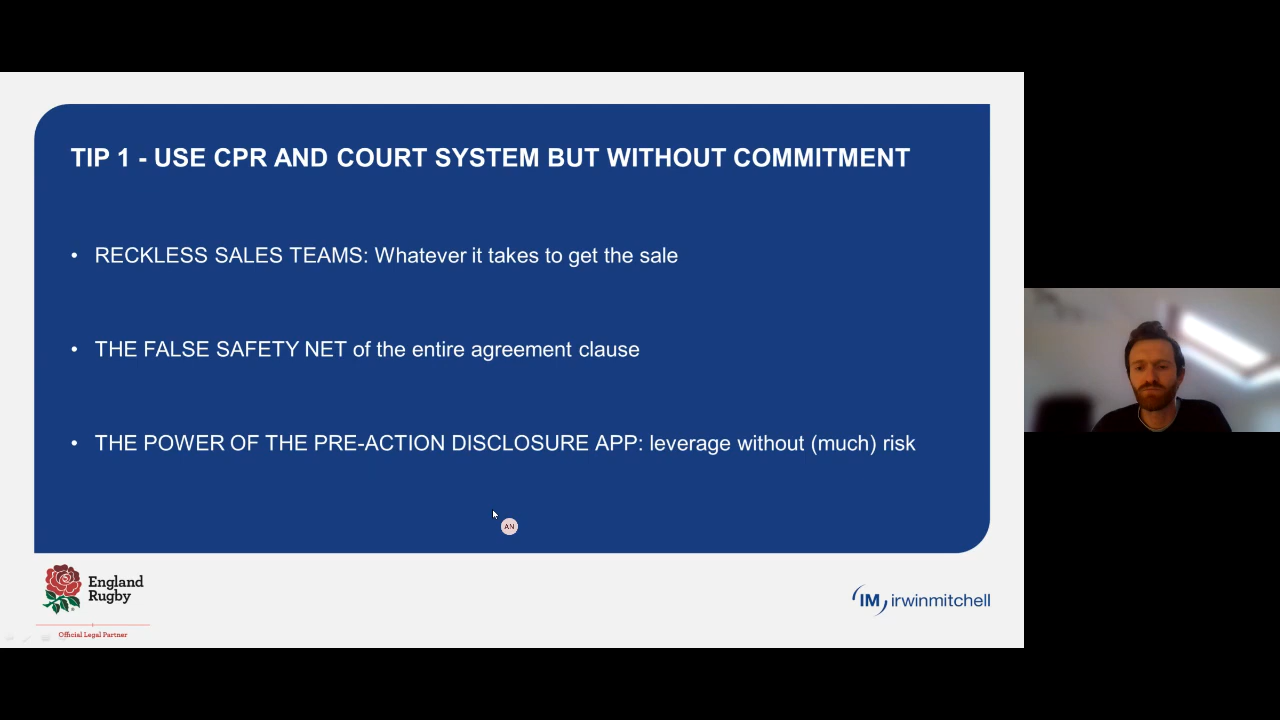 TIP 1 - USE CPR AND COURT SYSTEM BUT WITHOUT COMMITMENT
• RECKLESS SALES TEAMS: Whatever it takes to get the sale
• THE FALSE SAFETY NET of the entire agreement clause
• THE POWER OF THE PRE-ACTION DISCLOSURE APP: leverage without (much) risk
AN
England
Rugby
Official Legal Partner
IM irwinmitchell